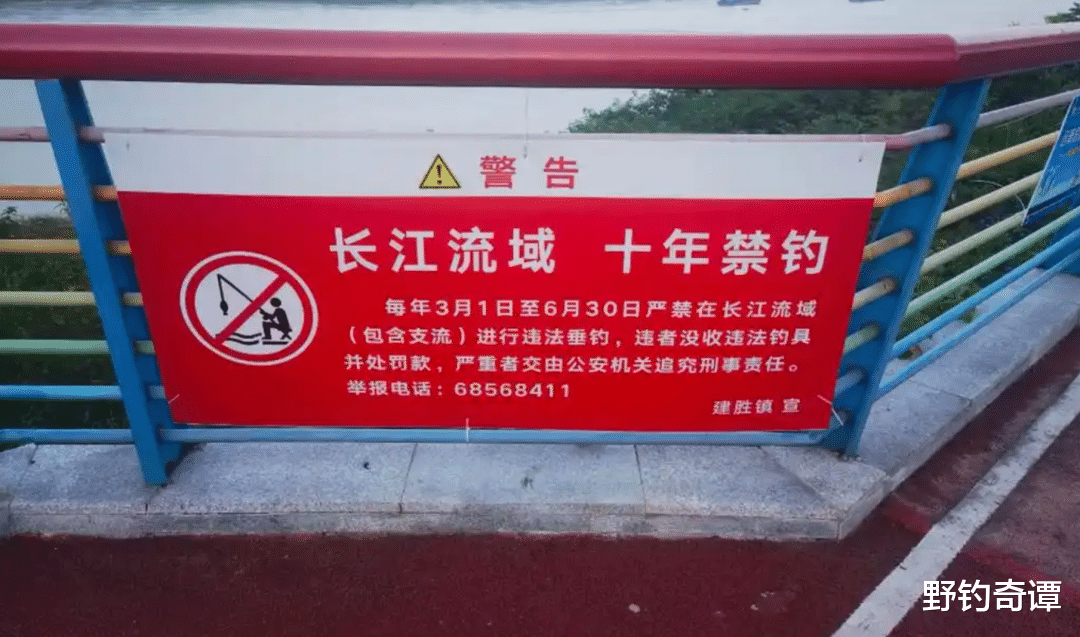 警告
长江流域 十年禁钓
每年3月1日至6月30日严禁在长江流域
（包含支流）进行违法垂钓，违者没收违法钓具
并处罚款，严重者交由公安机关追究刑事责任。
举报电话：68568411
建胜镇 宣
野钓奇谭